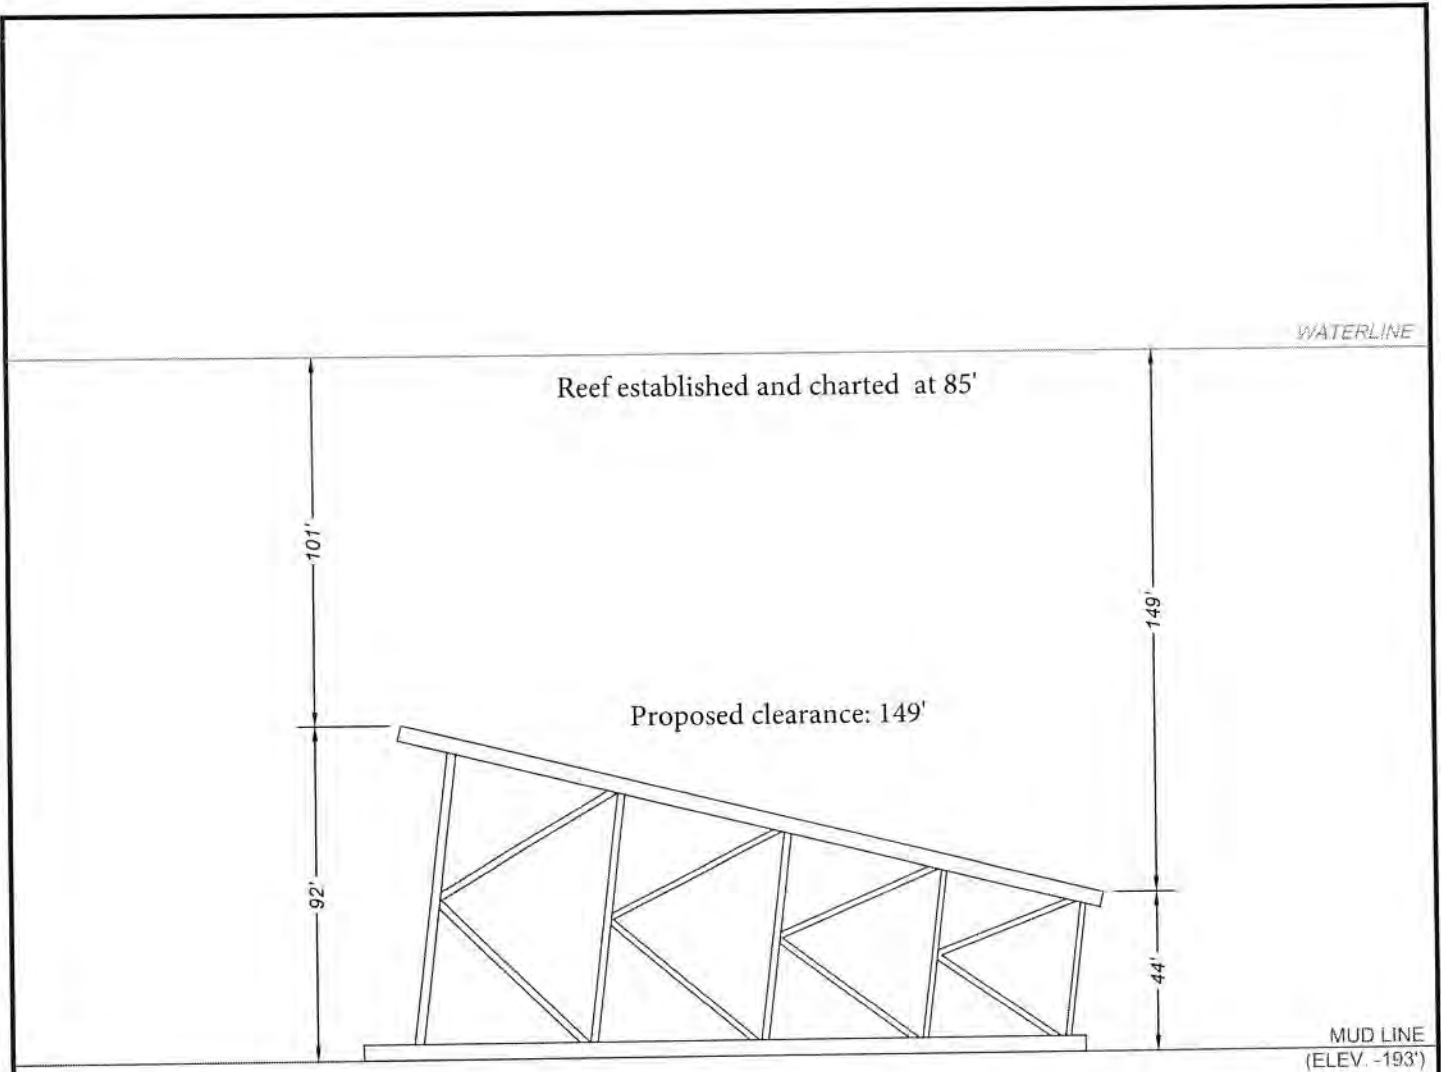 WATERLINE
Reef established and charted at 85'
101'
149'
Proposed clearance: 149'
92'
44'
MUD LINE
(ELEV. -193')